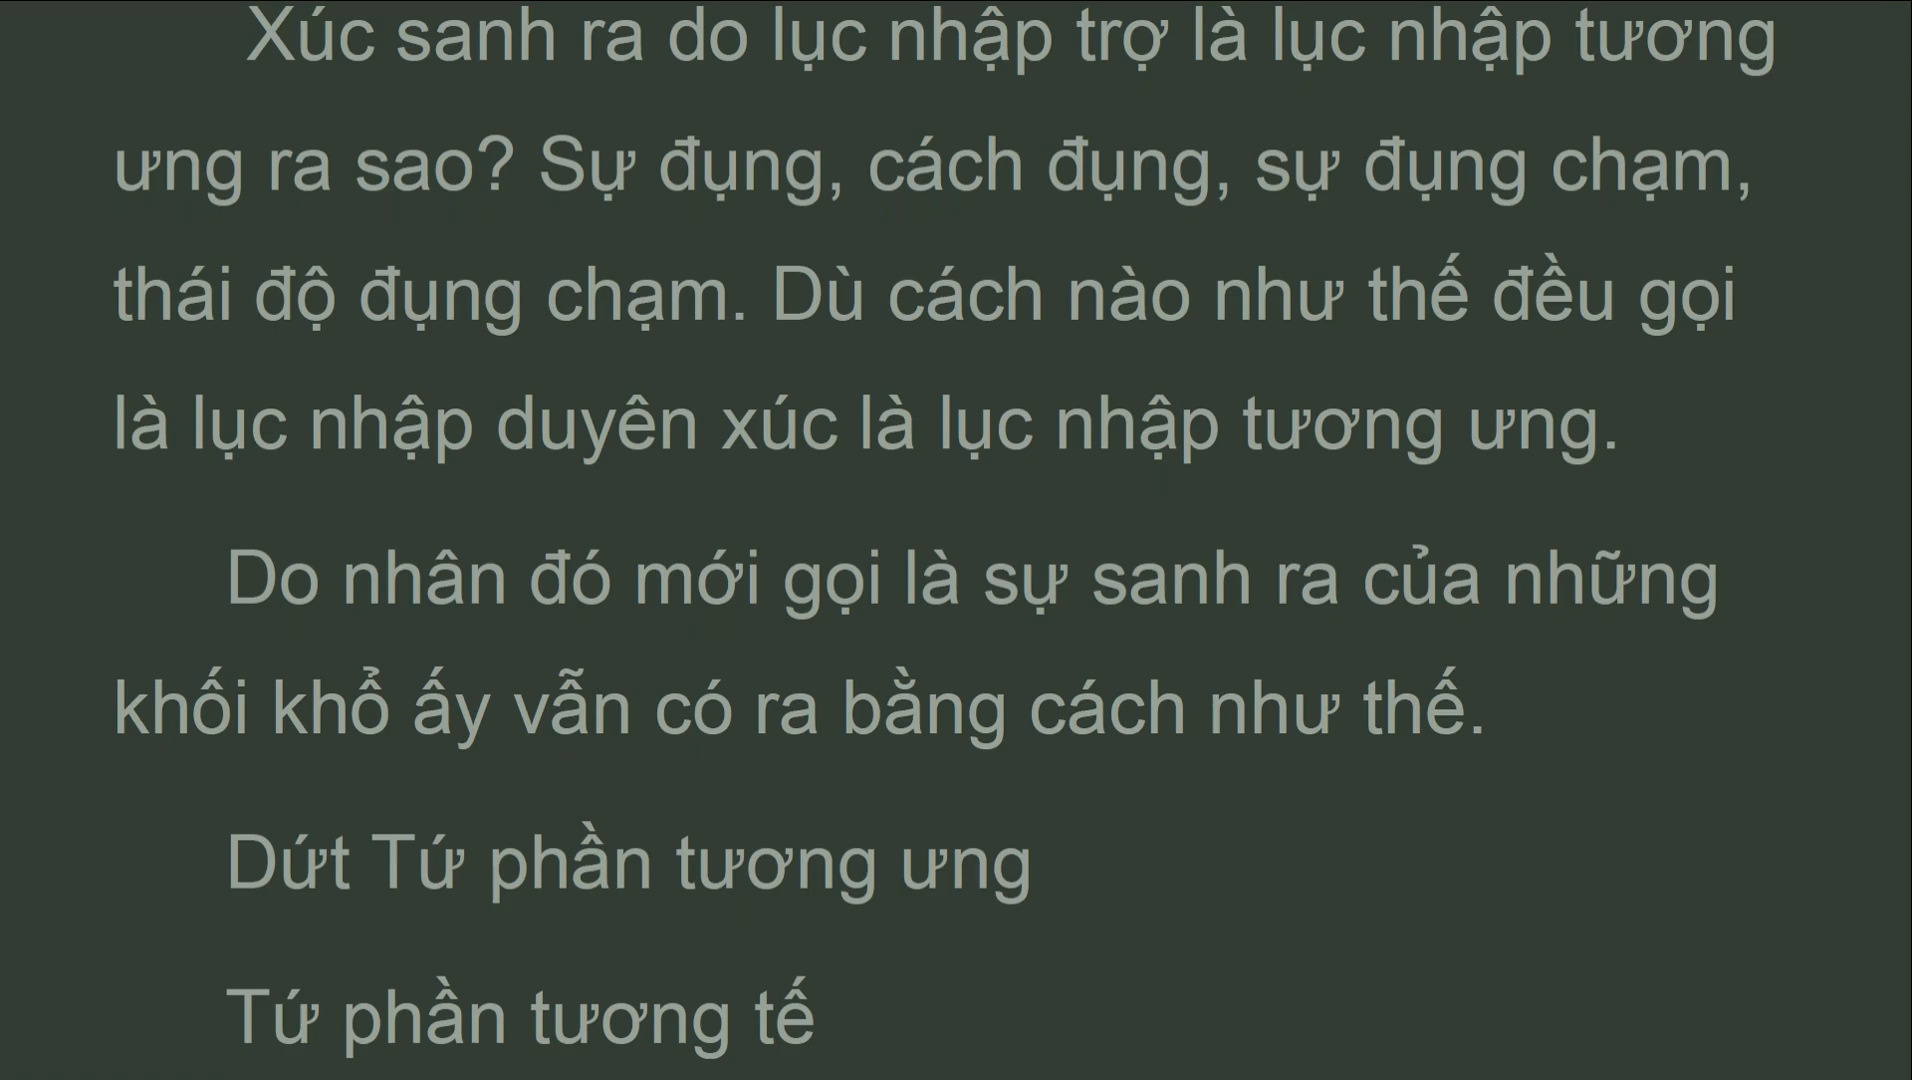 Xúc sanh ra do lục nhập trợ là lục nhập tương
ưng ra sao? Sự đụng, cách đụng, sự đụng chạm,
thái độ đụng chạm. Dù cách nào như thế đều gọi
là lục nhập duyên xúc là lục nhập tương ưng.
Do nhân đó mới gọi là sự sanh ra của những
khối khổ ấy vẫn có ra bằng cách như thế.
Dứt Tứ phần tương ưng
Tứ phần tương tế